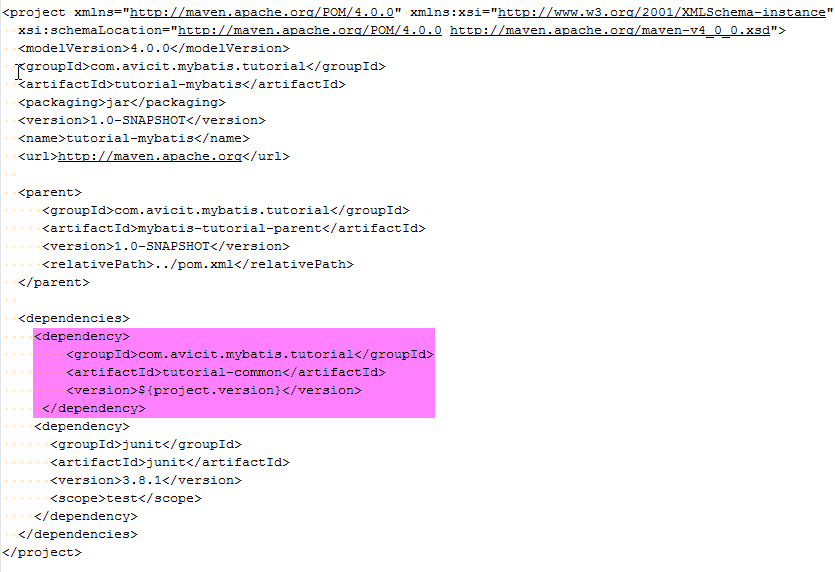 <project xmlns="http://maven.apache.org/POM/4.0.0" xmlns:xsi="http://www.w3.org/2001/XMLSchema-instance"
  xsi:schemaLocation="http://maven.apache.org/POM/4.0.0 http://maven.apache.org/maven-v4_0_0.xsd">
  <modelVersion>4.0.0</modelVersion>
  <groupId>com.avicit.mybatis.tutorial</groupId>
  <artifactId>tutorial-mybatis</artifactId>
  <packaging>jar</packaging>
  <version>1.0-SNAPSHOT</version>
  <name>tutorial-mybatis</name>
  <url>http://maven.apache.org</url>

  <parent>
     <groupId>com.avicit.mybatis.tutorial</groupId>
     <artifactId>mybatis-tutorial-parent</artifactId>
     <version>1.0-SNAPSHOT</version>
     <relativePath>../pom.xml</relativePath>
  </parent>

  <dependencies>
    <dependency>
        <groupId>com.avicit.mybatis.tutorial</groupId>
        <artifactId>tutorial-common</artifactId>
        <version>${project.version}</version>
     </dependency>
    <dependency>
      <groupId>junit</groupId>
      <artifactId>junit</artifactId>
      <version>3.8.1</version>
      <scope>test</scope>
    </dependency>
  </dependencies>
</project>